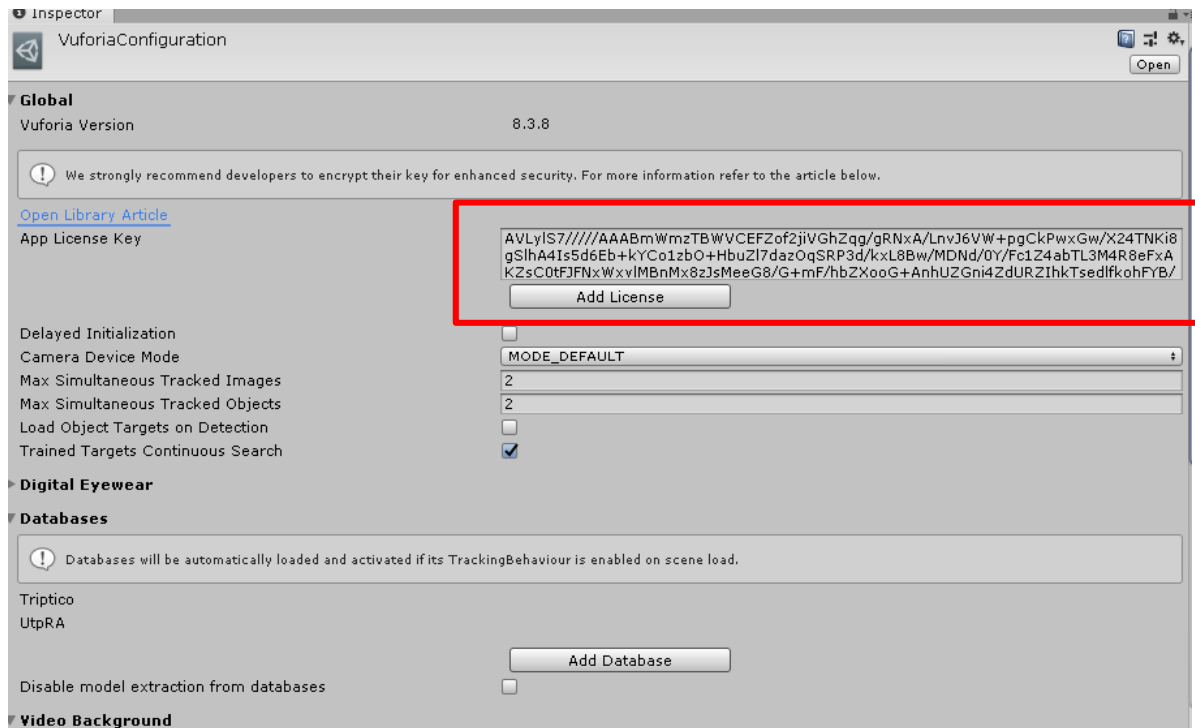 Inspector
VuforiaConfiguration
Open
Global
Vuforia Version 8.3.8
We strongly recommend developers to encrypt their key for enhanced security. For more information refer to the article below.
Open Library Article
App License Key
AVLylS7/////AAABmWmzTBWVCEFZof2jiVGhZqg/gRNxA/LnvJ6VW+pgCkPwxGw/X24TNKi8
gSlhA4Is5d6Eb+kYCo1zbO+HbuZl7dazOqSRP3d/kxL8Bw/MDNd/0Y/Fc1Z4abTL3M4R8eFxA
KZsC0tFJFNxWxvlMBnMx8zJsMeeG8/G+mF/hbZXooG+AnhUZGni4ZdURZIhkTsedlfkohFYB/
Add License
Delayed Initialization
Camera Device Mode MODE_DEFAULT
Max Simultaneous Tracked Images 2
Max Simultaneous Tracked Objects 2
Load Object Targets on Detection
Trained Targets Continuous Search
Digital Eyewear
Databases
Databases will be automatically loaded and activated if its TrackingBehaviour is enabled on scene load.
Triptico
UtpRA
Add Database
Disable model extraction from databases
Video Background